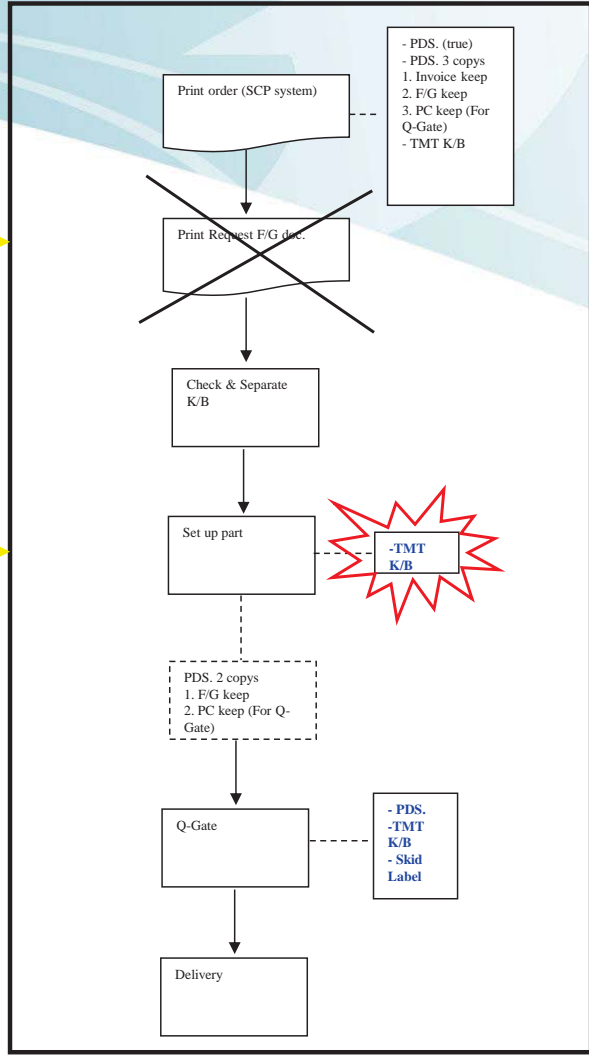 Print order (SCP system)
- PDS. (true)
- PDS. 3 copys
1. Invoice keep
2. F/G keep
3. PC keep (For
Q-Gate)
- TMT K/B
Print Request F/G doc.
Check & Separate
K/B
Set up part
-TMT
K/B
PDS. 2 copys
1. F/G keep
2. PC keep (For Q-
Gate)
Q-Gate
- PDS.
-TMT
K/B
- Skid
Label
Delivery